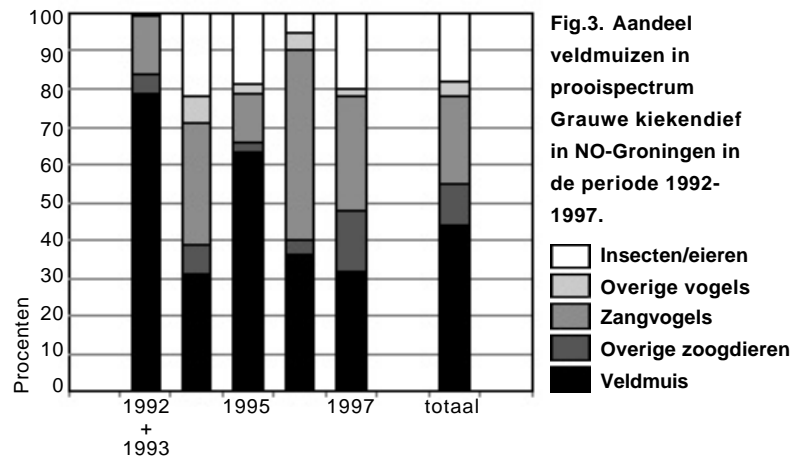 100
90
80
70
60
50
40
30
20
10
0
Procenten
1992
+
1993
1995
1997
totaal
Fig.3. Aandeel
veldmuizen in
prooispectrum
Grauwe kiekendief
in NO-Groningen in
de periode 1992-
1997.
Insecten/eieren
Overige vogels
Zangvogels
Overige zoogdieren
Veldmuis